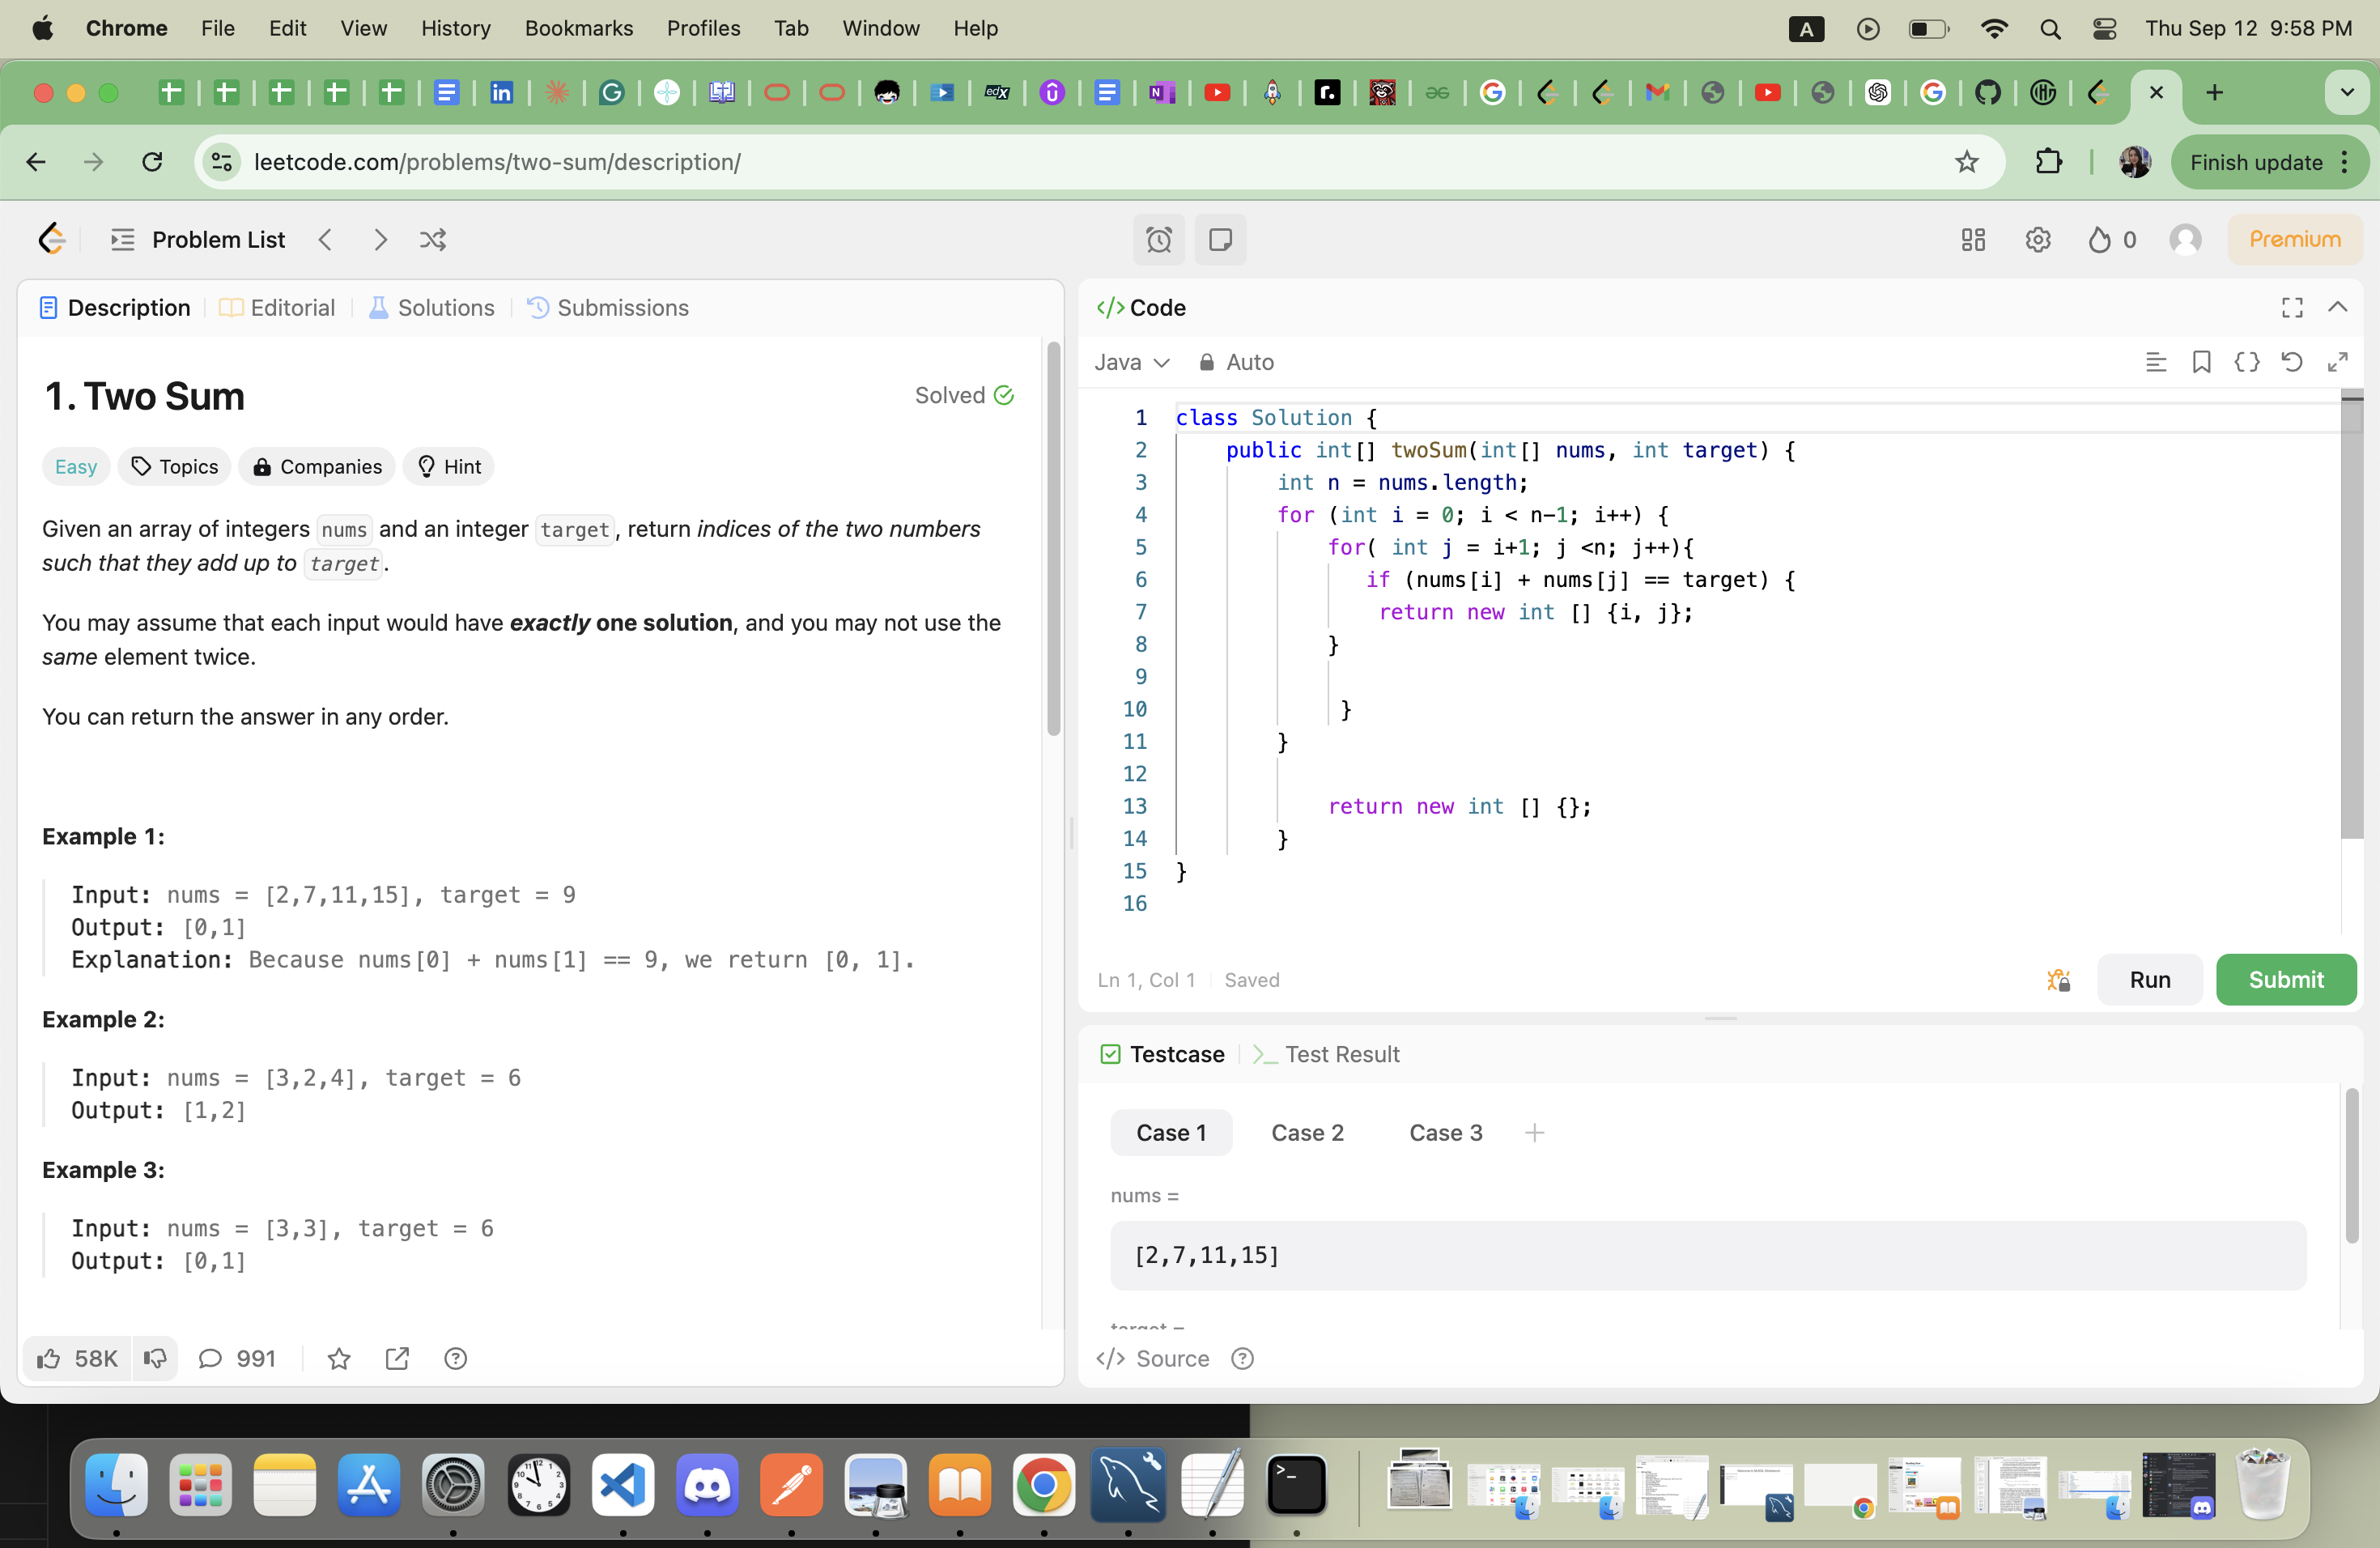 Chrome File Edit View History Bookmarks Profiles Tab Window Help A Thu Sep 12 9:58 PM
leetcode.com/problems/two-sum/description/ Finish update
Problem List 0 Premium
Description Editorial Solutions Submissions
1. Two Sum Solved
Easy Topics Companies Hint
Given an array of integers nums and an integer target, return indices of the two numbers
such that they add up to target.
You may assume that each input would have exactly one solution, and you may not use the
same element twice.
You can return the answer in any order.
Example 1:
Input: nums = [2,7,11,15], target = 9
Output: [0,1]
Explanation: Because nums[0] + nums[1] == 9, we return [0, 1].
Example 2:
Input: nums = [3,2,4], target = 6
Output: [1,2]
Example 3:
Input: nums = [3,3], target = 6
Output: [0,1]
58K 991
</> Code
Java Auto
1 class Solution {
2 public int[] twoSum(int[] nums, int target) {
3 int n = nums.length;
4 for (int i = 0; i < n-1; i++) {
5 for( int j = i+1; j <n; j++){
6 if (nums[i] + nums[j] == target) {
7 return new int [] {i, j};
8 }
9
10 }
11 }
12
13 return new int [] {};
14 }
15 }
16
Ln 1, Col 1 Saved Run Submit
Testcase Test Result
Case 1 Case 2 Case 3 +
nums =
[2,7,11,15]
target =
</> Source